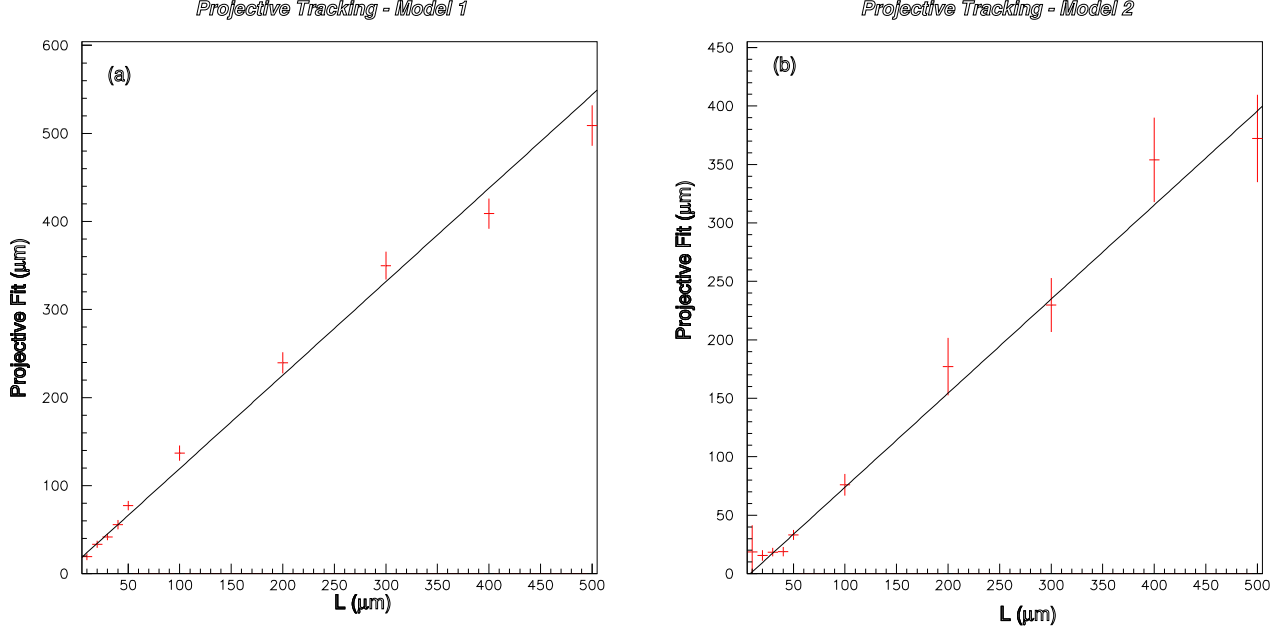 Projective Tracking - Model 1
(a)
Projective Fit (μm)
600
500
400
300
200
100
0
50 100 150 200 250 300 350 400 450 500
L (μm)
Projective Tracking - Model 2
(b)
Projective Fit (μm)
450
400
350
300
250
200
150
100
50
0
50 100 150 200 250 300 350 400 450 500
L (μm)